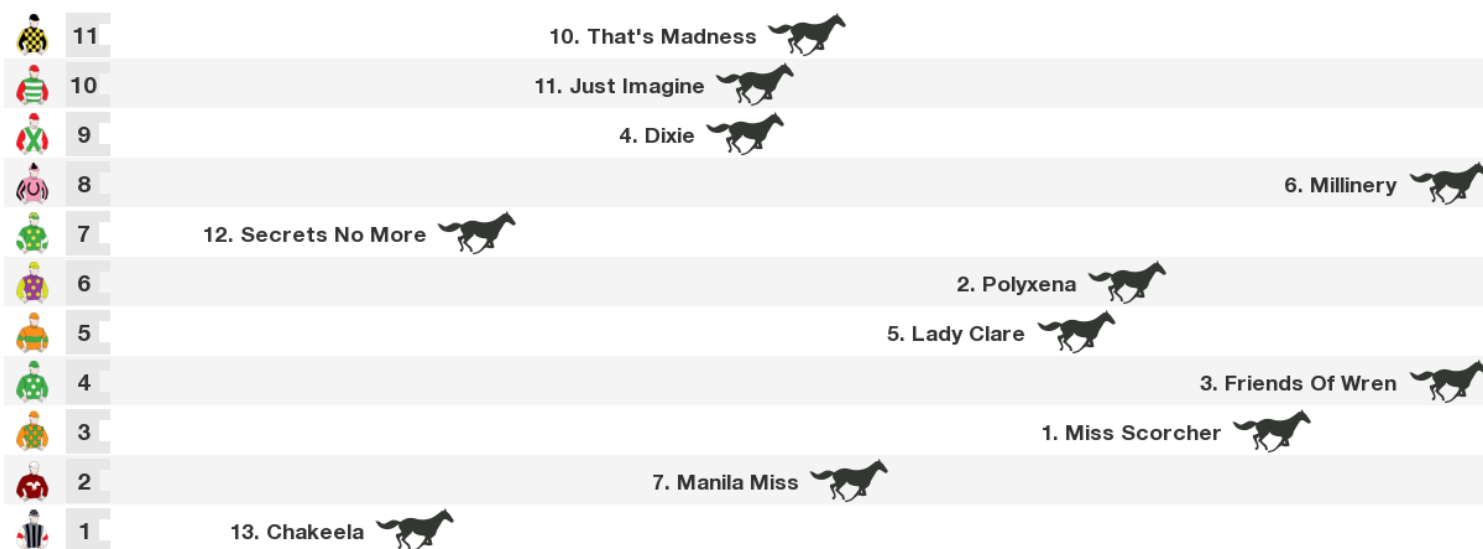 11 10. That's Madness
10 11. Just Imagine
9 4. Dixie
8 6. Millinery
7 12. Secrets No More
6 2. Polyxena
5 5. Lady Clare
4 3. Friends Of Wren
3 1. Miss Scorcher
2 7. Manila Miss
1 13. Chakeela